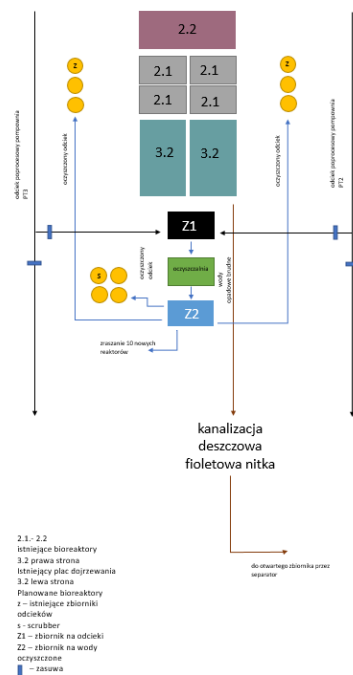 2.2
z
z
2.1
2.1
2.1
2.1
3.2
3.2
odciek poprocesowy pompownia
PT3
oczyszczony odciek
oczyszczony odciek
odciek poprocesowy pompownia
PT2
Z1
oczyszczalnia
oczyszczony
odciek
wody
opadowe brudne
s
Z2
zraszanie 10 nowych
reaktorów
kanalizacja
deszczowa
fioletowa nitka
do otwartego zbiornika przez
separator
2.1.- 2.2
istniejące bioreaktory
3.2 prawa strona
Istniejący plac dojrzewania
3.2 lewa strona
Planowane bioreaktory
z – istniejące zbiorniki
odcieków
s - scrubber
Z1 – zbiornik na odcieki
Z2 – zbiornik na wody
oczyszczone
– zasuwa